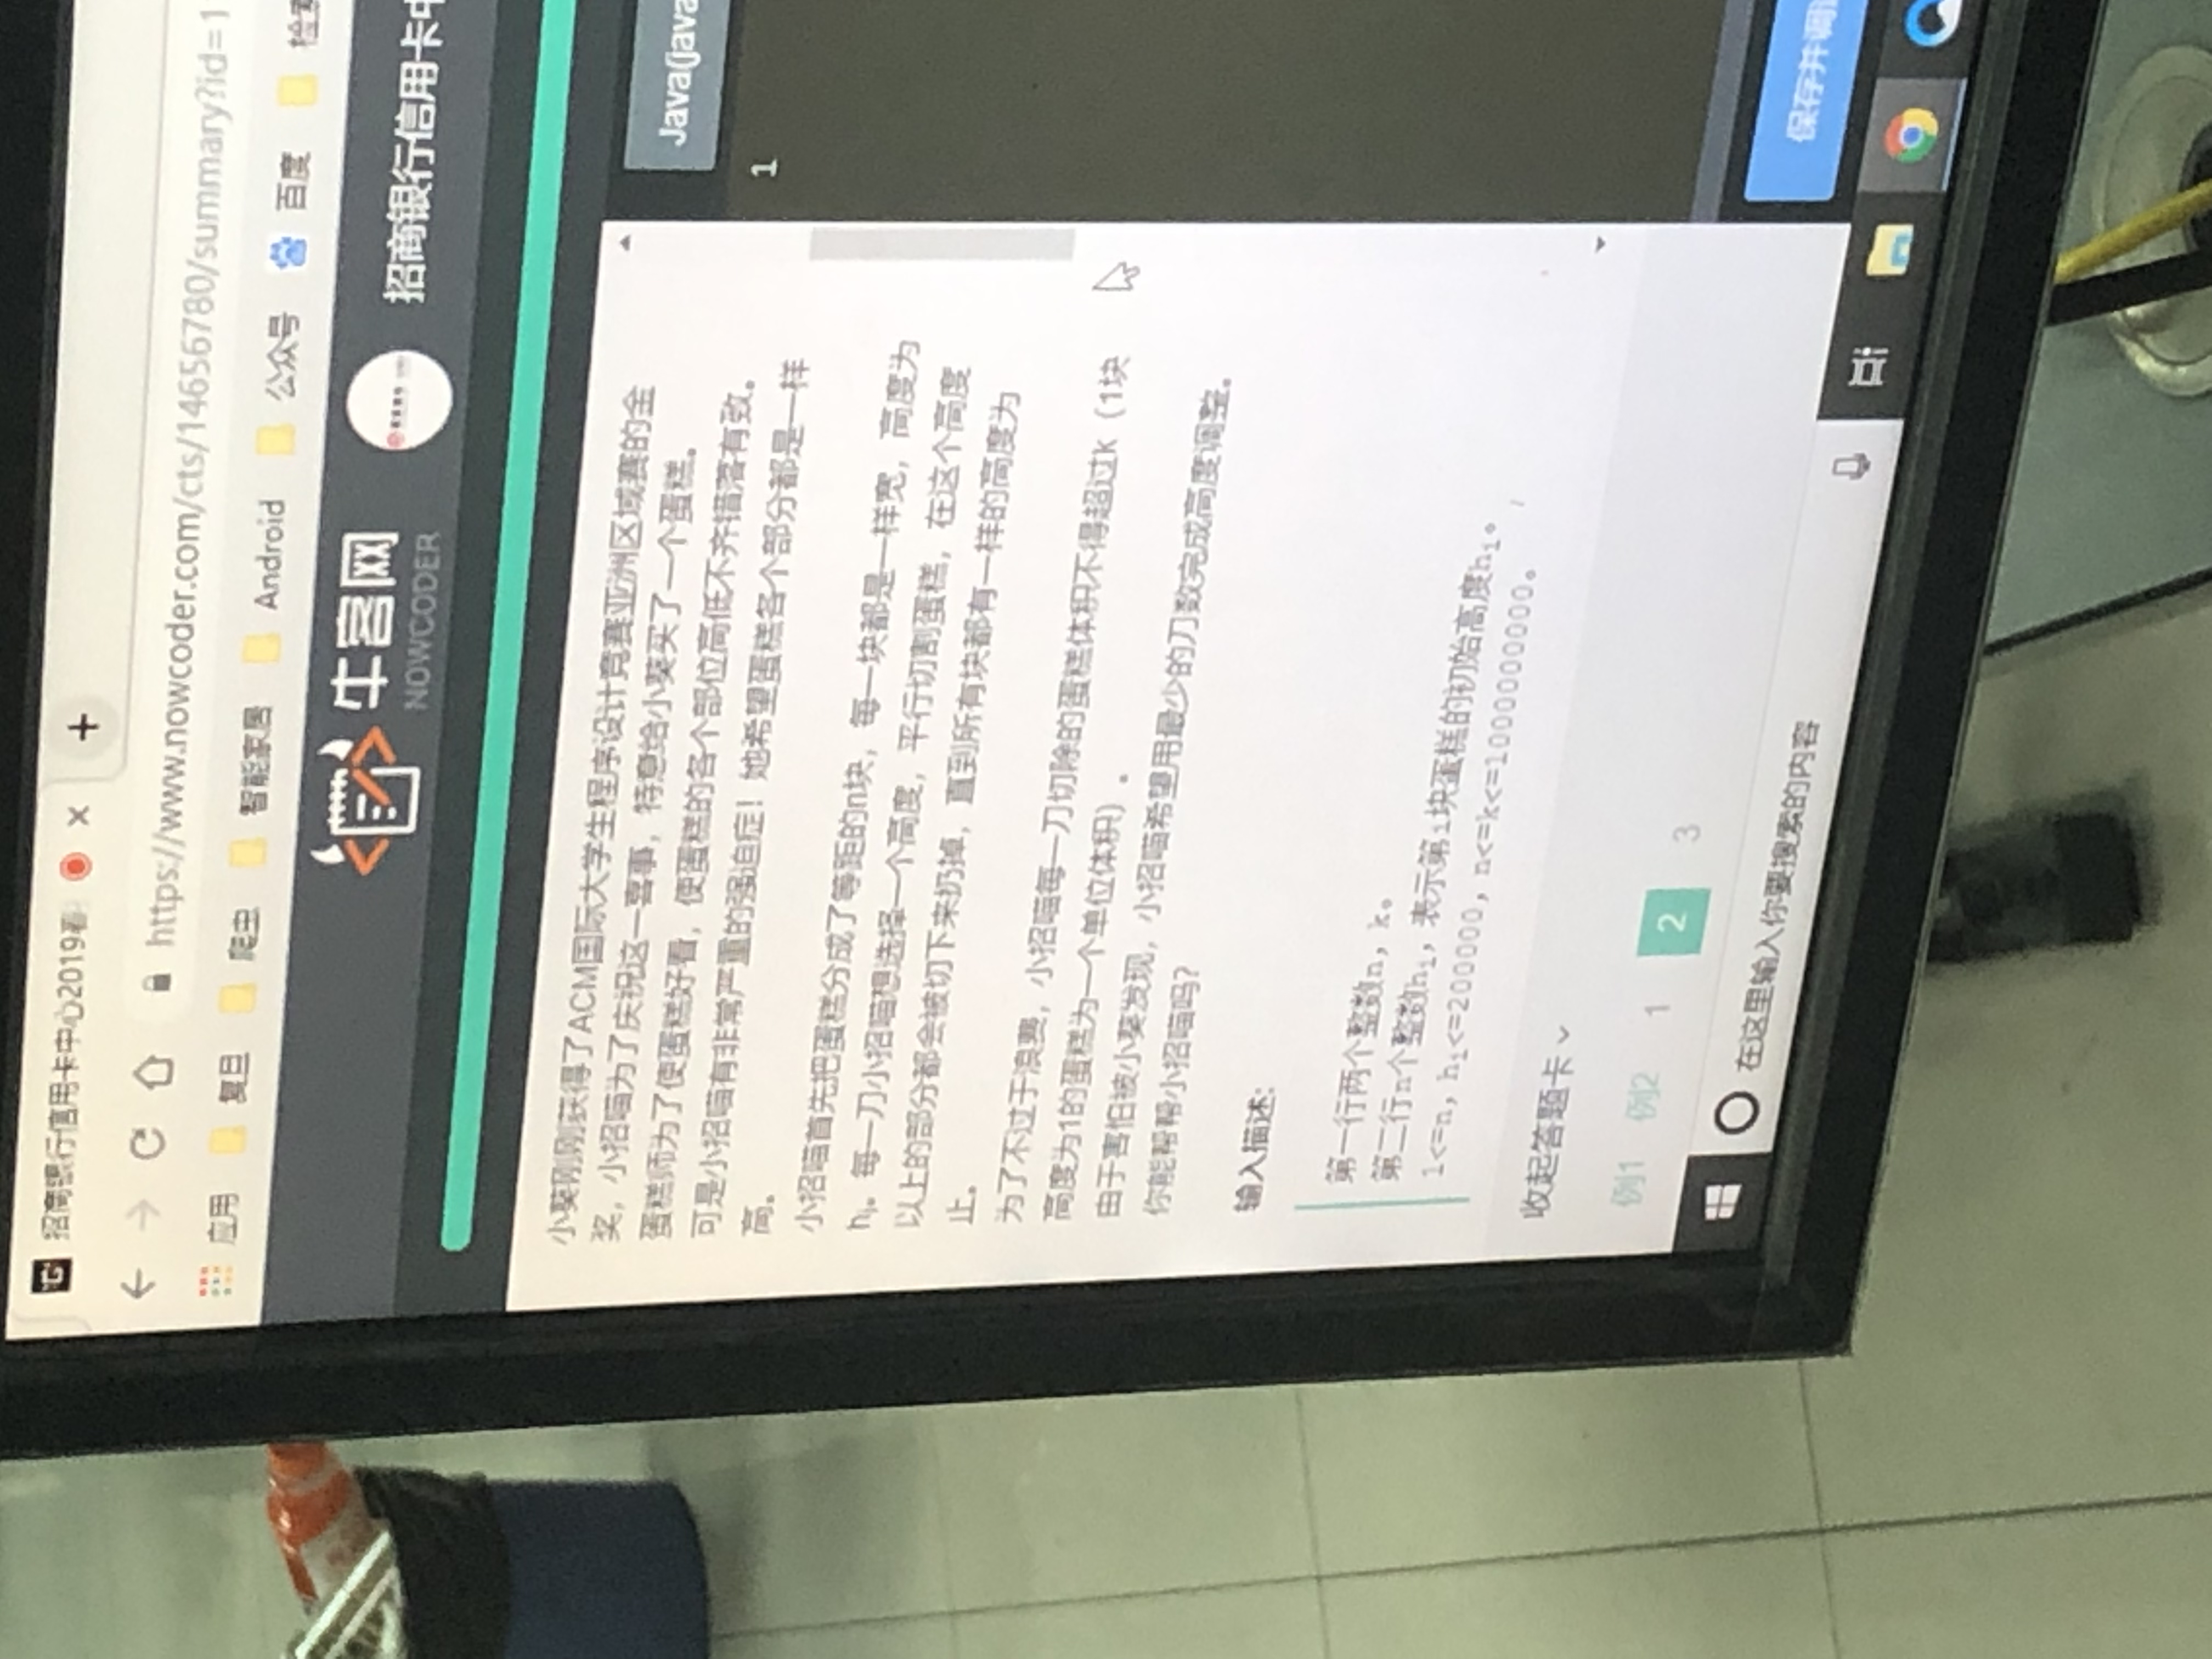 招商银行信用卡中心2019春
https://www.nowcoder.com/cts/14656780/summary?id=1
应用 复旦 爬虫 智能家居 Android 公众号 百度
牛客网
NOWCODER
招商银行信用卡中
小葵刚刚获得了ACM国际大学生程序设计竞赛亚洲区域赛的金
奖，小招喵为了庆祝这一喜事，特意给小葵买了一个蛋糕。
蛋糕师为了使蛋糕好看，使蛋糕的各个部位高低不齐错落有致。
可是小招喵有非常严重的强迫症！她希望蛋糕各个部分都是一样
高。
小招喵首先把蛋糕分成了等距的n块，每一块都是一样宽，高度为
hᵢ。每一刀小招喵想选择一个高度，平行切割蛋糕，在这个高度
以上的部分都会被切下来扔掉，直到所有块都有一样的高度为
止。
为了不过于浪费，小招喵每一刀切除的蛋糕体积不得超过k（1块
高度为1的蛋糕为一个单位体积）。
由于害怕被小葵发现，小招喵希望用最少的刀数完成高度调整。
你能帮帮小招喵吗？
输入描述:
第一行两个整数n，k。
第二行n个整数hᵢ，表示第i块蛋糕的初始高度hᵢ。
1<=n，hᵢ<=200000，n<=k<=1000000000。
收起答题卡
例1 例2 1 2 3
Java(java
1
保存并调
在这里输入你要搜索的内容